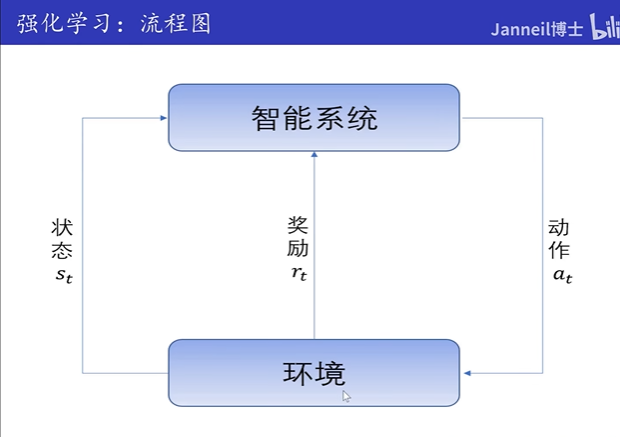 强化学习：流程图
Janneil博士 bili
智能系统
状态
s_t
奖励
r_t
动作
a_t
环境